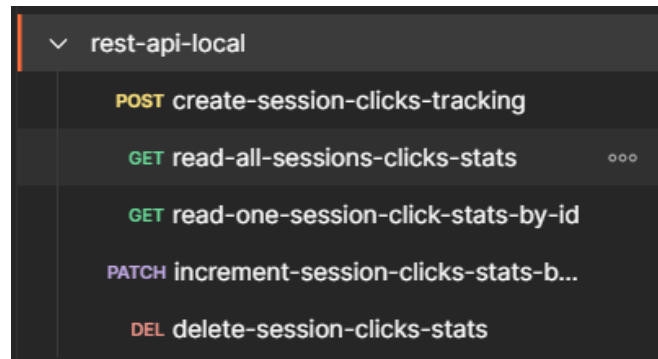 rest-api-local
POST create-session-clicks-tracking
GET read-all-sessions-clicks-stats
GET read-one-session-click-stats-by-id
PATCH increment-session-clicks-stats-b...
DEL delete-session-clicks-stats